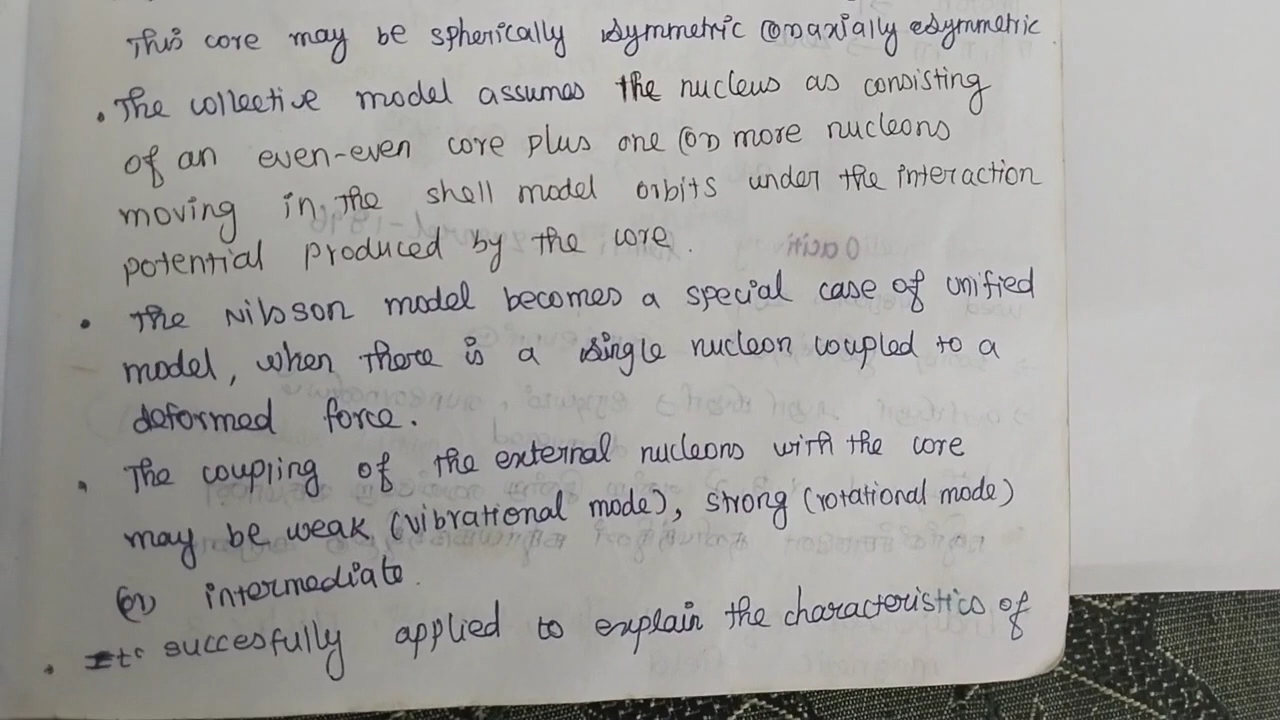 This core may be spherically symmetric (or) axially asymmetric.
• The collective model assumes the nucleus as consisting
of an even-even core plus one (or) more nucleons
moving in the shell model orbits under the interaction
potential produced by the core.
• The Nilsson model becomes a special case of unified
model, when there is a single nucleon coupled to a
deformed force.
• The coupling of the external nucleons with the core
may be weak (vibrational mode), strong (rotational mode)
(or) intermediate.
• It succesfully applied to explain the characteristics of